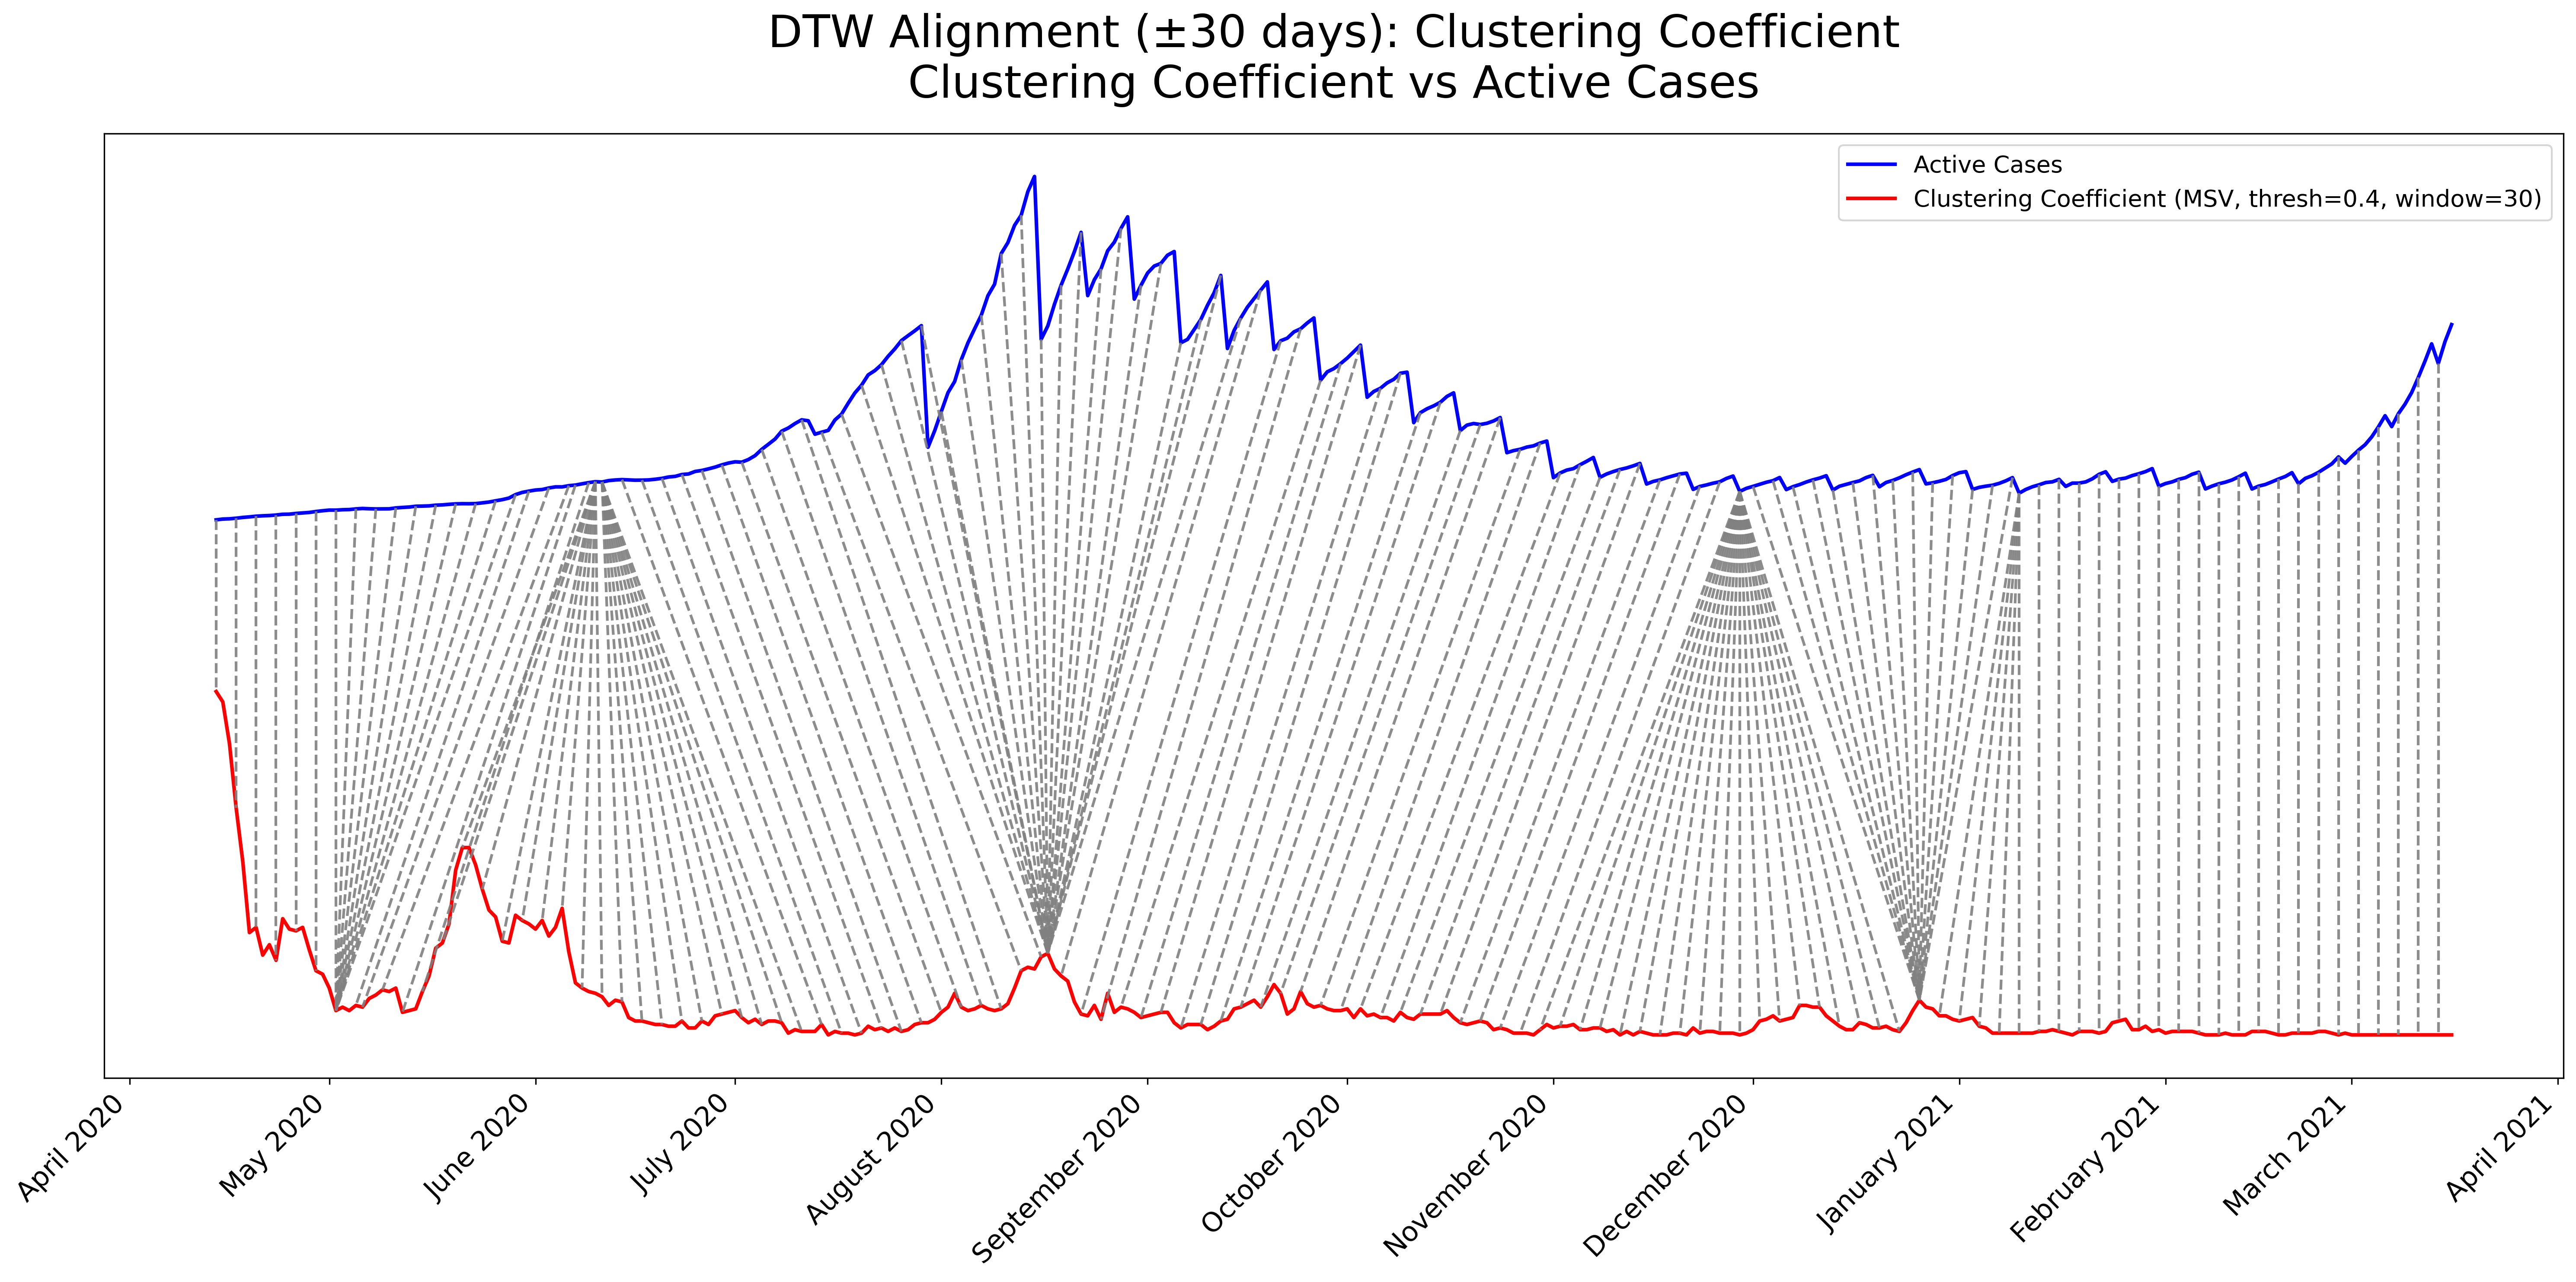 DTW Alignment (±30 days): Clustering Coefficient
Clustering Coefficient vs Active Cases
Active Cases
Clustering Coefficient (MSV, thresh=0.4, window=30)
April 2020
May 2020
June 2020
July 2020
August 2020
September 2020
October 2020
November 2020
December 2020
January 2021
February 2021
March 2021
April 2021